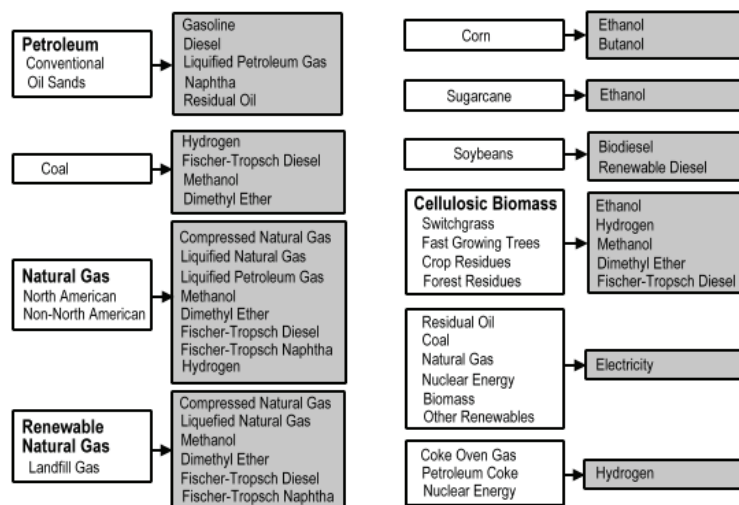 Petroleum
Conventional
Oil Sands
Gasoline
Diesel
Liquified Petroleum Gas
Naphtha
Residual Oil
Coal
Hydrogen
Fischer-Tropsch Diesel
Methanol
Dimethyl Ether
Natural Gas
North American
Non-North American
Compressed Natural Gas
Liquified Natural Gas
Liquified Petroleum Gas
Methanol
Dimethyl Ether
Fischer-Tropsch Diesel
Fischer-Tropsch Naphtha
Hydrogen
Renewable
Natural Gas
Landfill Gas
Compressed Natural Gas
Liquefied Natural Gas
Methanol
Dimethyl Ether
Fischer-Tropsch Diesel
Fischer-Tropsch Naphtha
Corn
Ethanol
Butanol
Sugarcane
Ethanol
Soybeans
Biodiesel
Renewable Diesel
Cellulosic Biomass
Switchgrass
Fast Growing Trees
Crop Residues
Forest Residues
Ethanol
Hydrogen
Methanol
Dimethyl Ether
Fischer-Tropsch Diesel
Residual Oil
Coal
Natural Gas
Nuclear Energy
Biomass
Other Renewables
Electricity
Coke Oven Gas
Petroleum Coke
Nuclear Energy
Hydrogen